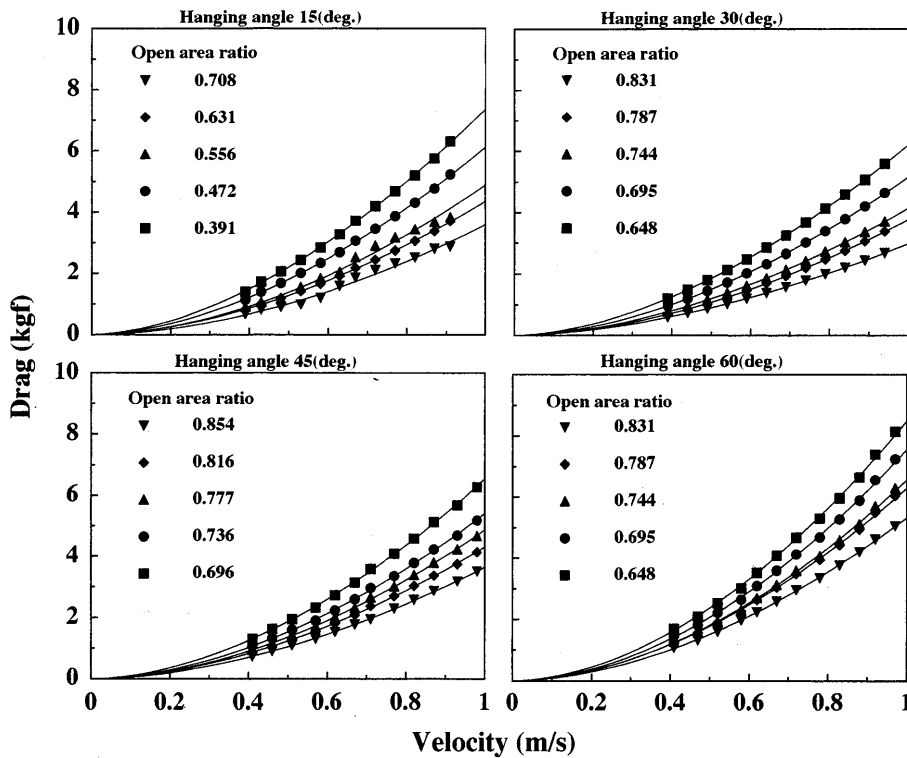 Hanging angle 15(deg.)
Open area ratio
0.708
0.631
0.556
0.472
0.391
10
8
6
4
2
0
Hanging angle 30(deg.)
Open area ratio
0.831
0.787
0.744
0.695
0.648
Drag (kgf)
Hanging angle 45(deg.)
Open area ratio
0.854
0.816
0.777
0.736
0.696
10
8
6
4
2
0
0 0.2 0.4 0.6 0.8 1
Hanging angle 60(deg.)
Open area ratio
0.831
0.787
0.744
0.695
0.648
0 0.2 0.4 0.6 0.8 1
Velocity (m/s)